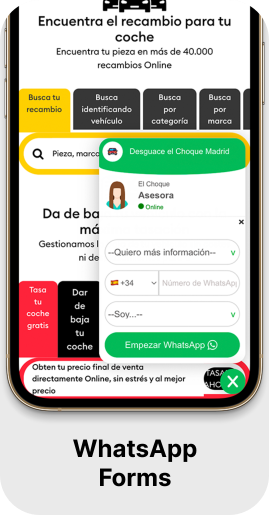 Encuentra el recambio para tu
coche
Encuentra tu pieza en más de 40.000
recambios Online
Busca tu
recambio
Busca
identificando
vehículo
Busca
por
categoría
Busca
por
marca
Pieza, marca
Desguace el Choque Madrid
El Choque
Asesora
Online
×
Da de ba
má
Gestionamos l
ni de
--Quiero más información-- v
+34
Número de WhatsApp
--Soy...-- v
Empezar WhatsApp
Tasa
tu
coche
gratis
Dar
de
baja
tu
coche
Obten tu precio final de venta
directamente Online, sin estrés y al mejor
precio
TASA
AHO
X
WhatsApp
Forms